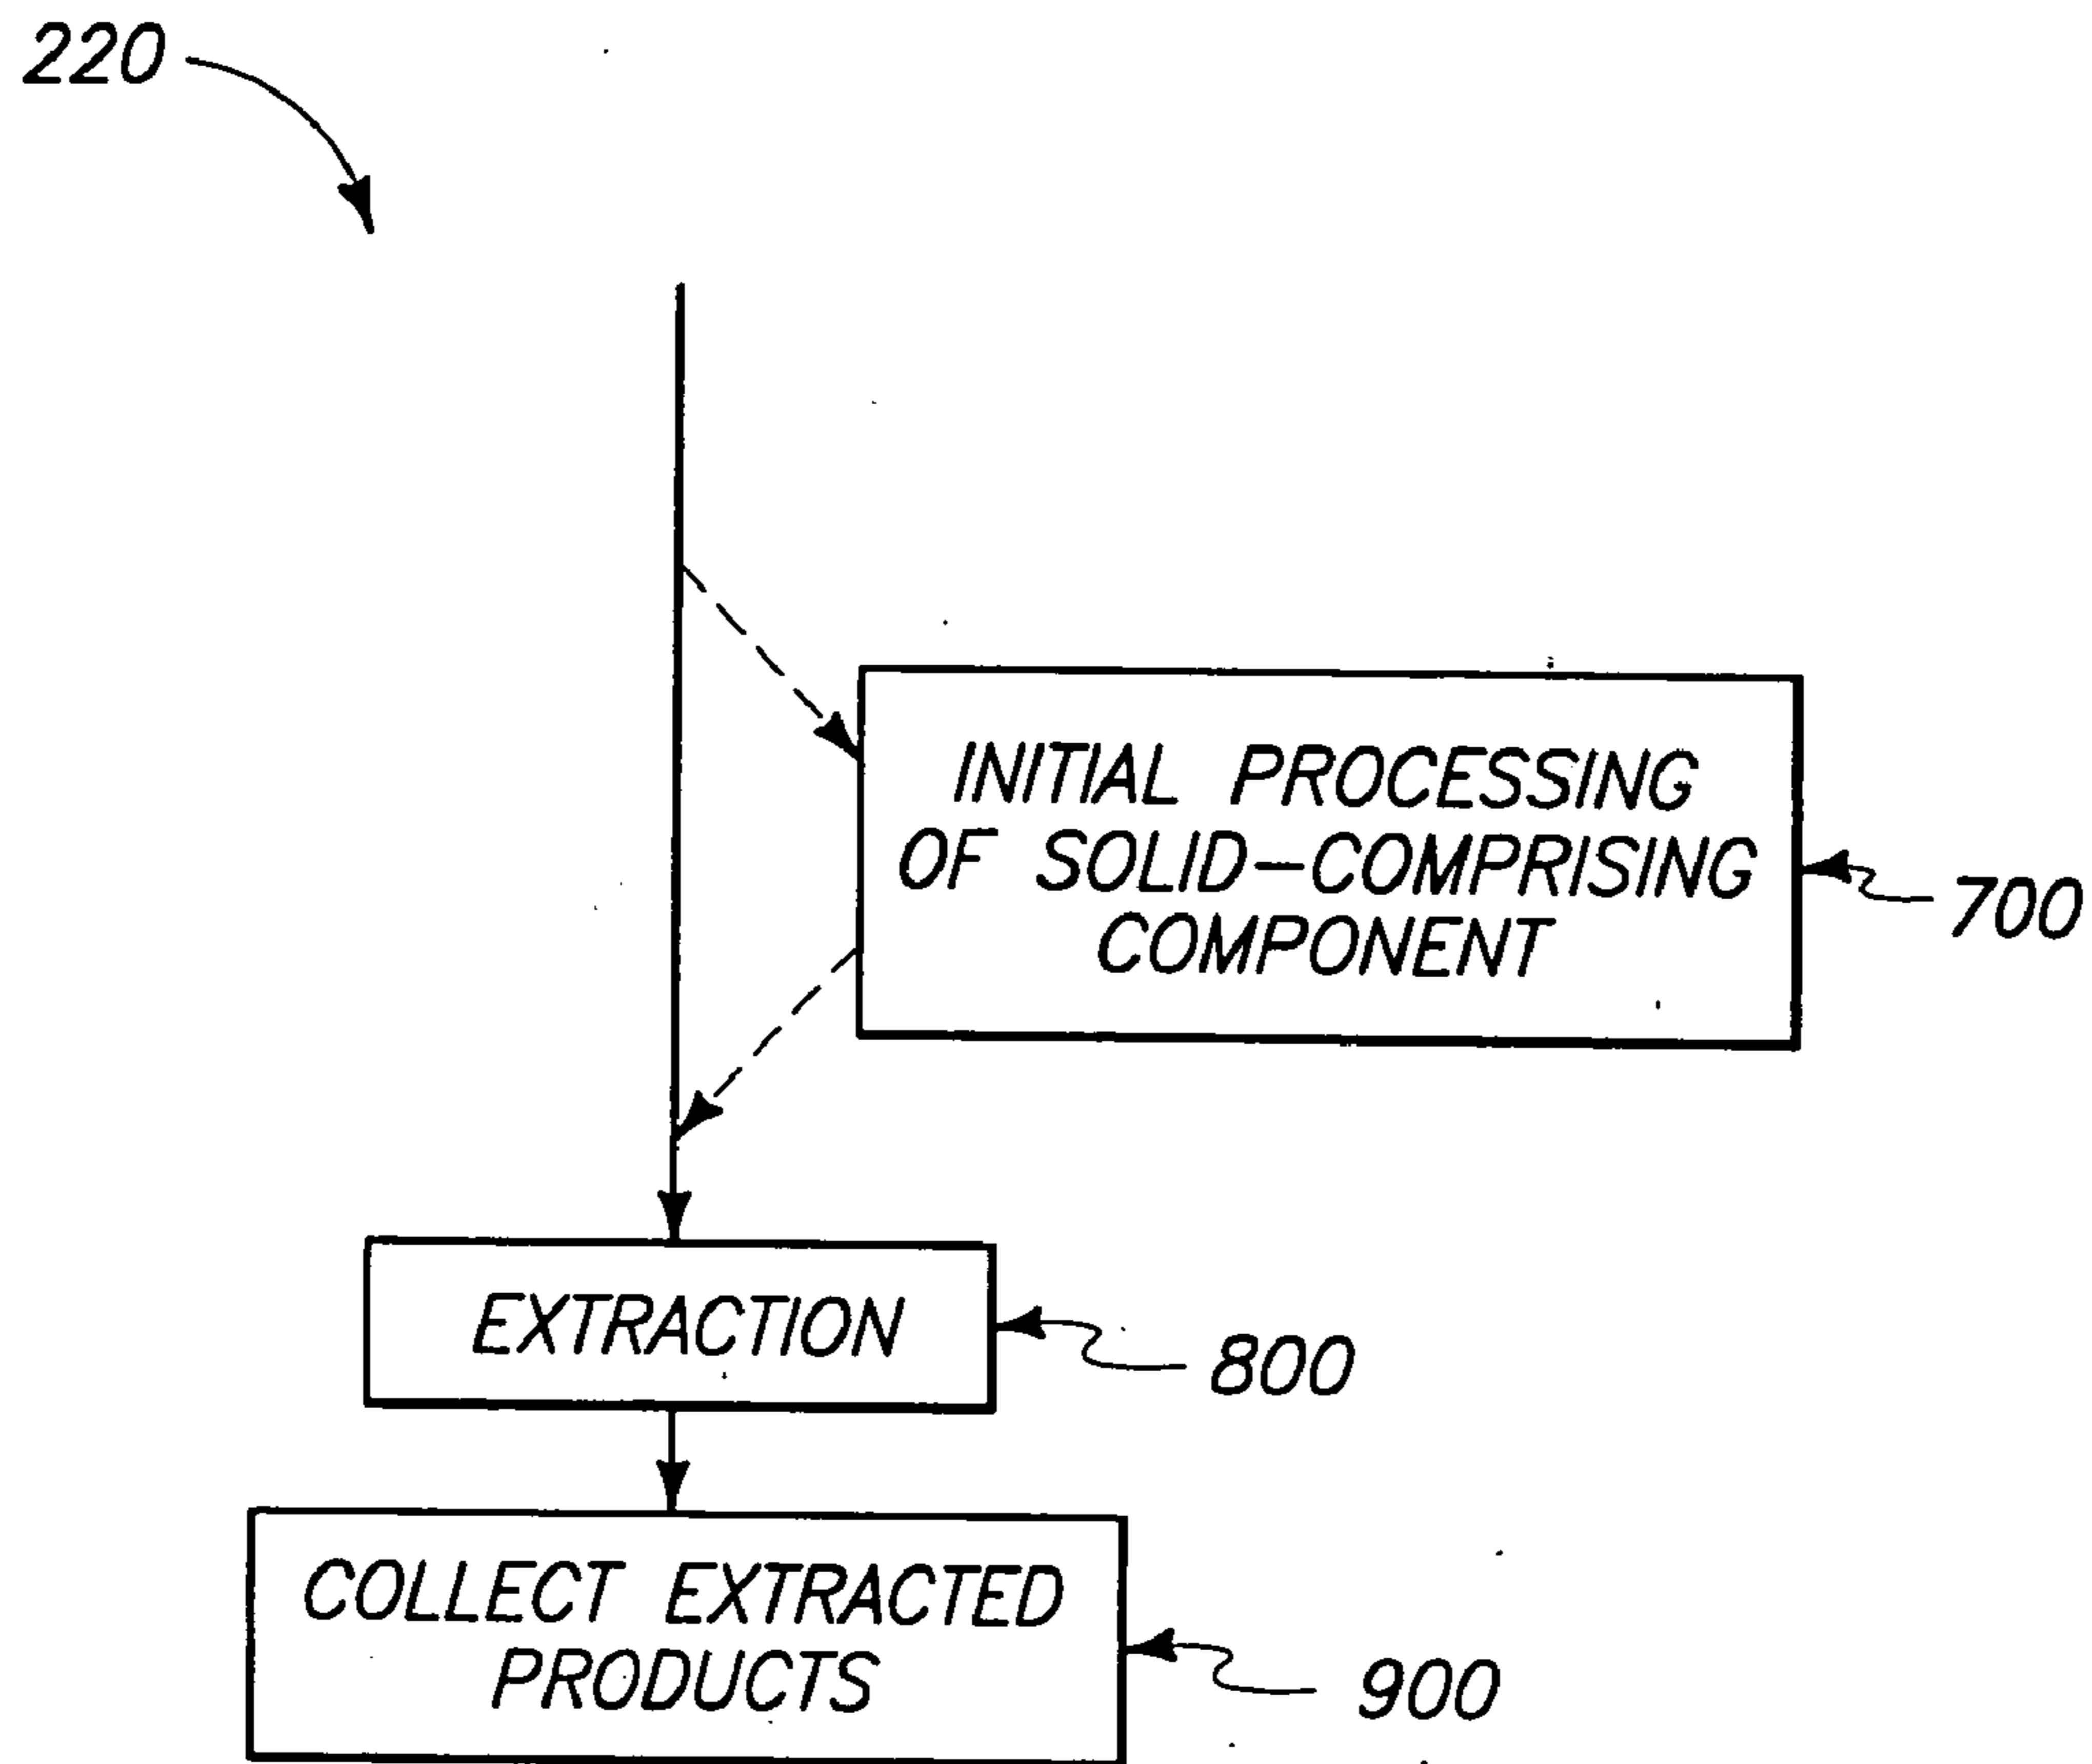 220
INITIAL PROCESSING
OF SOLID-COMPRISING
COMPONENT
700
EXTRACTION
800
COLLECT EXTRACTED
PRODUCTS
900